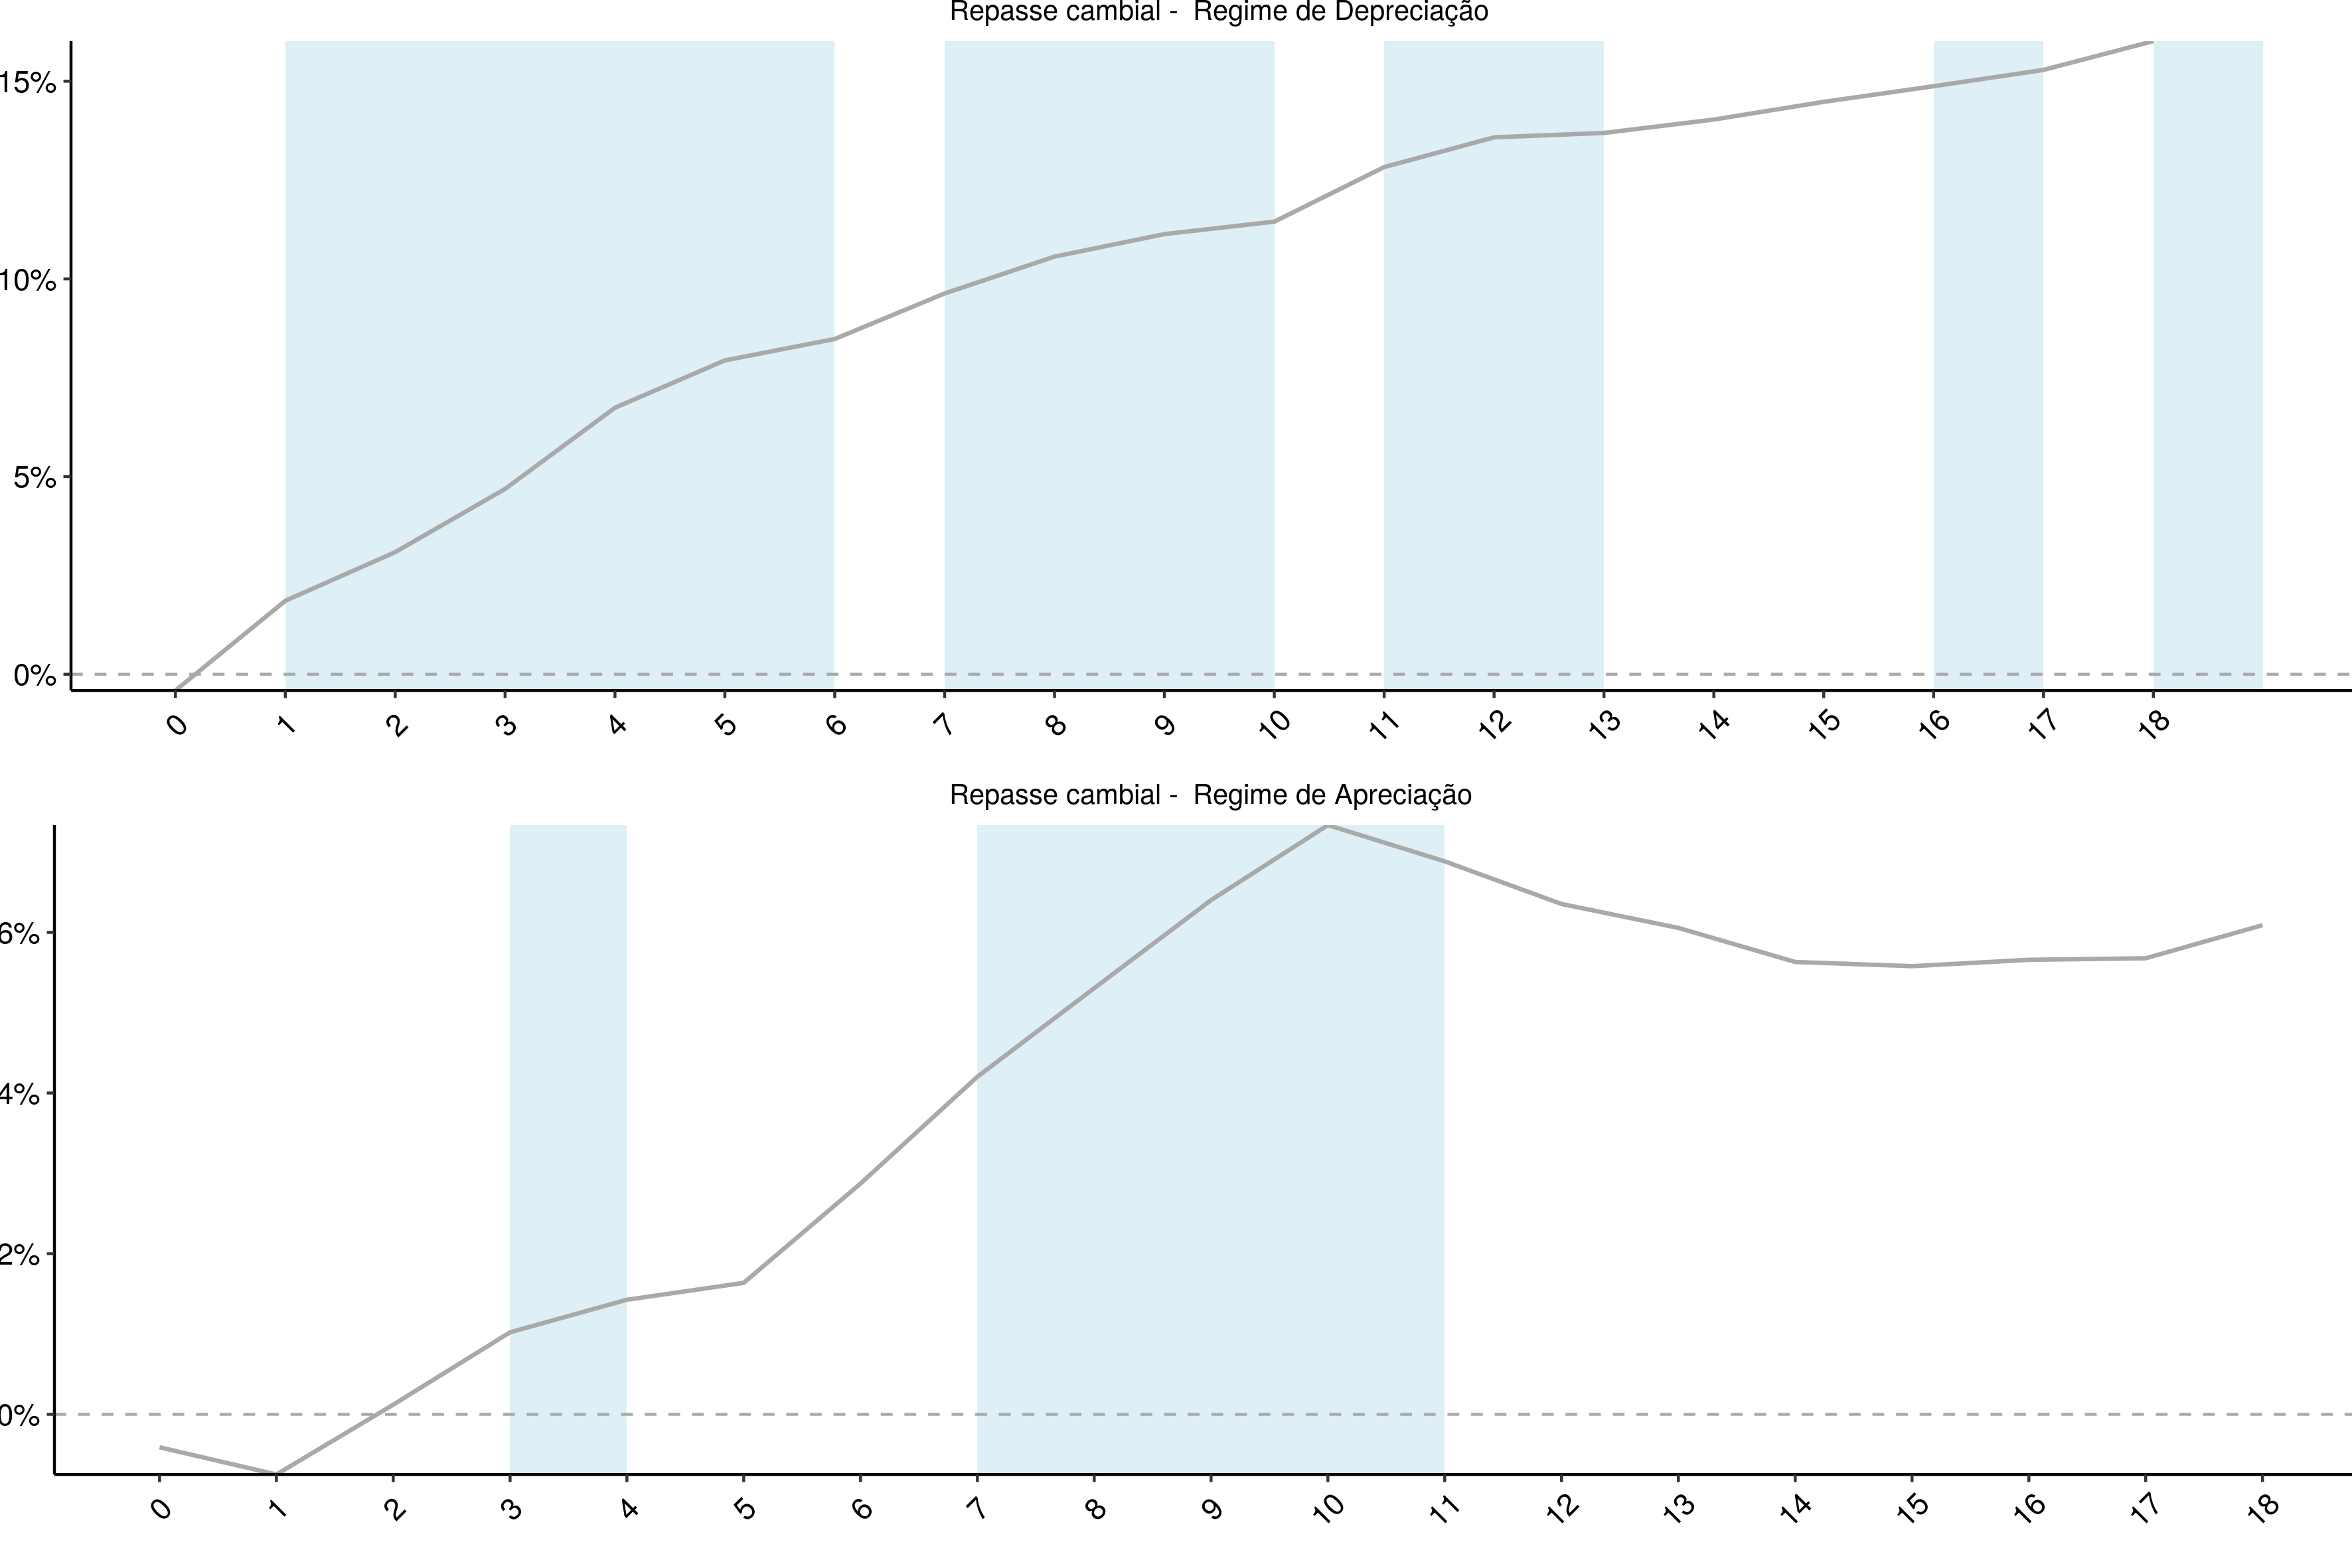 Repasse cambial -  Regime de Depreciação
15%
10%
5%
0%
0 1 2 3 4 5 6 7 8 9 10 11 12 13 14 15 16 17 18
Repasse cambial -  Regime de Apreciação
6%
4%
2%
0%
0 1 2 3 4 5 6 7 8 9 10 11 12 13 14 15 16 17 18